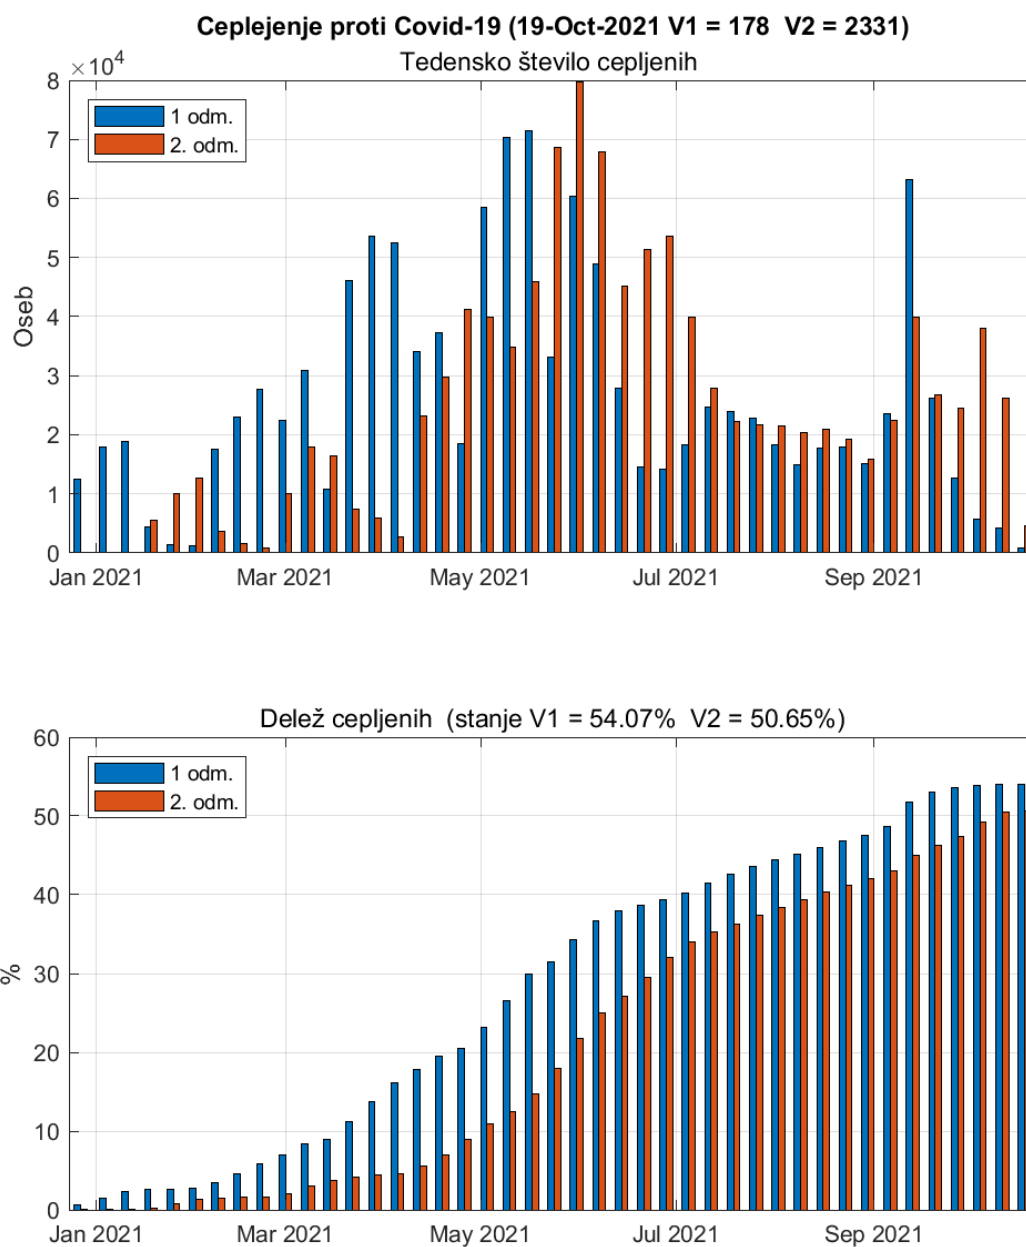 Ceplejenje proti Covid-19 (19-Oct-2021 V1 = 178 V2 = 2331)
Tedensko število cepljenih
×10⁴
8
7
6
5
4
3
2
1
0
Oseb
1 odm.
2. odm.
Jan 2021 Mar 2021 May 2021 Jul 2021 Sep 2021
Delež cepljenih (stanje V1 = 54.07% V2 = 50.65%)
60
50
40
30
20
10
0
%
1 odm.
2. odm.
Jan 2021 Mar 2021 May 2021 Jul 2021 Sep 2021